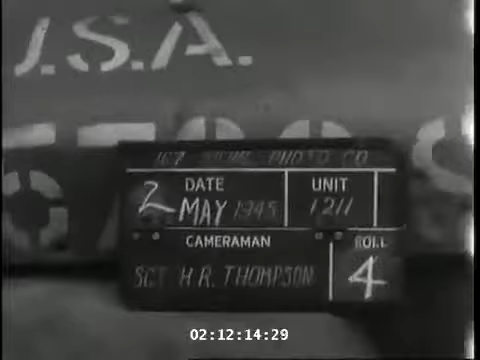 U.S.A.
167 SIGNAL PHOTO CO
DATE UNIT
2 MAY 1945 1211
CAMERAMAN ROLL
SGT H.R. THOMPSON 4
02:12:14:29